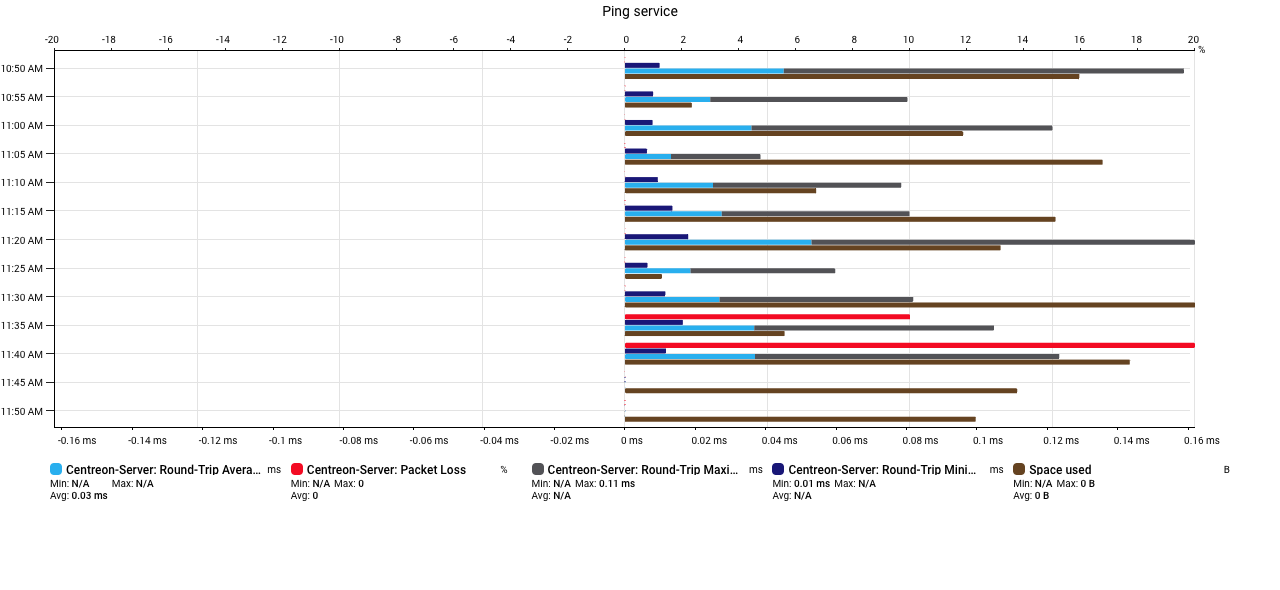 Ping service
-20 -18 -16 -14 -12 -10 -8 -6 -4 -2 0 2 4 6 8 10 12 14 16 18 20
%
10:50 AM
10:55 AM
11:00 AM
11:05 AM
11:10 AM
11:15 AM
11:20 AM
11:25 AM
11:30 AM
11:35 AM
11:40 AM
11:45 AM
11:50 AM
-0.16 ms -0.14 ms -0.12 ms -0.1 ms -0.08 ms -0.06 ms -0.04 ms -0.02 ms 0 ms 0.02 ms 0.04 ms 0.06 ms 0.08 ms 0.1 ms 0.12 ms 0.14 ms 0.16 ms
Centreon-Server: Round-Trip Avera... ms
Min: N/A Max: N/A
Avg: 0.03 ms
Centreon-Server: Packet Loss %
Min: N/A Max: 0
Avg: 0
Centreon-Server: Round-Trip Maxi... ms
Min: N/A Max: 0.11 ms
Avg: N/A
Centreon-Server: Round-Trip Mini... ms
Min: 0.01 ms Max: N/A
Avg: N/A
Space used B
Min: N/A Max: 0 B
Avg: 0 B